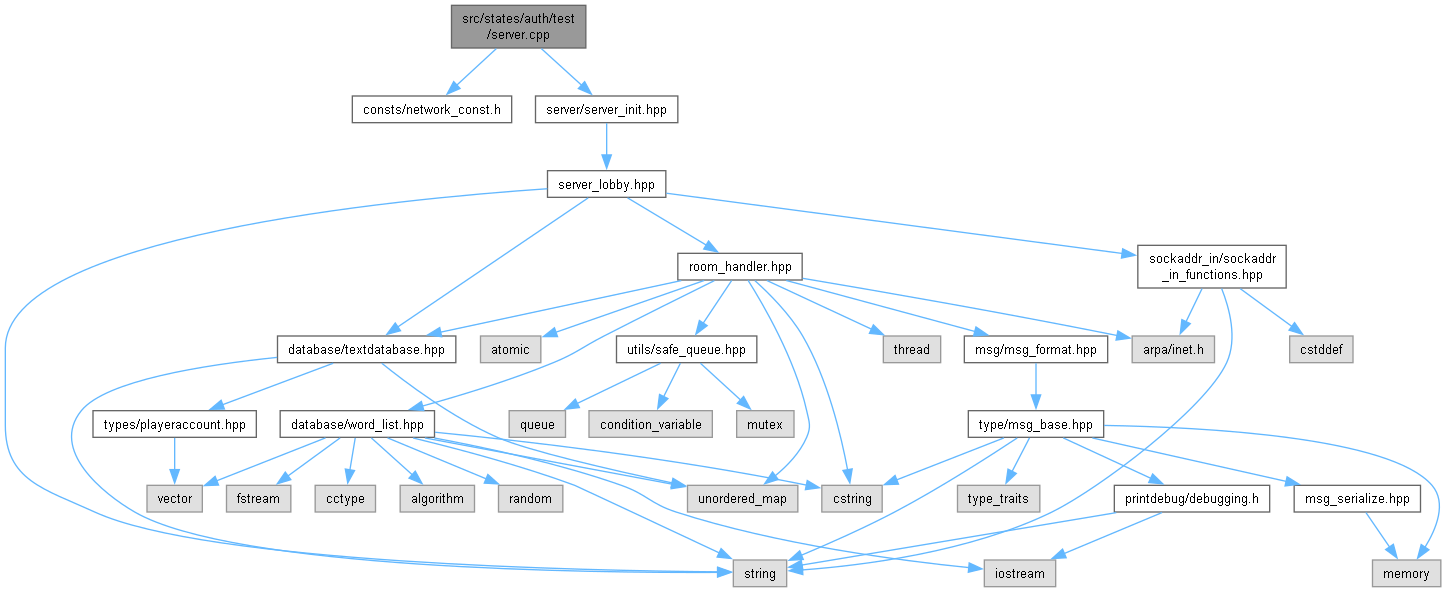 src/states/auth/test
/server.cpp
consts/network_const.h
server/server_init.hpp
server_lobby.hpp
room_handler.hpp
sockaddr_in/sockaddr
_in_functions.hpp
database/textdatabase.hpp
atomic
utils/safe_queue.hpp
thread
msg/msg_format.hpp
arpa/inet.h
cstddef
types/playeraccount.hpp
database/word_list.hpp
queue
condition_variable
mutex
type/msg_base.hpp
vector
fstream
cctype
algorithm
random
unordered_map
cstring
type_traits
printdebug/debugging.h
msg_serialize.hpp
string
iostream
memory